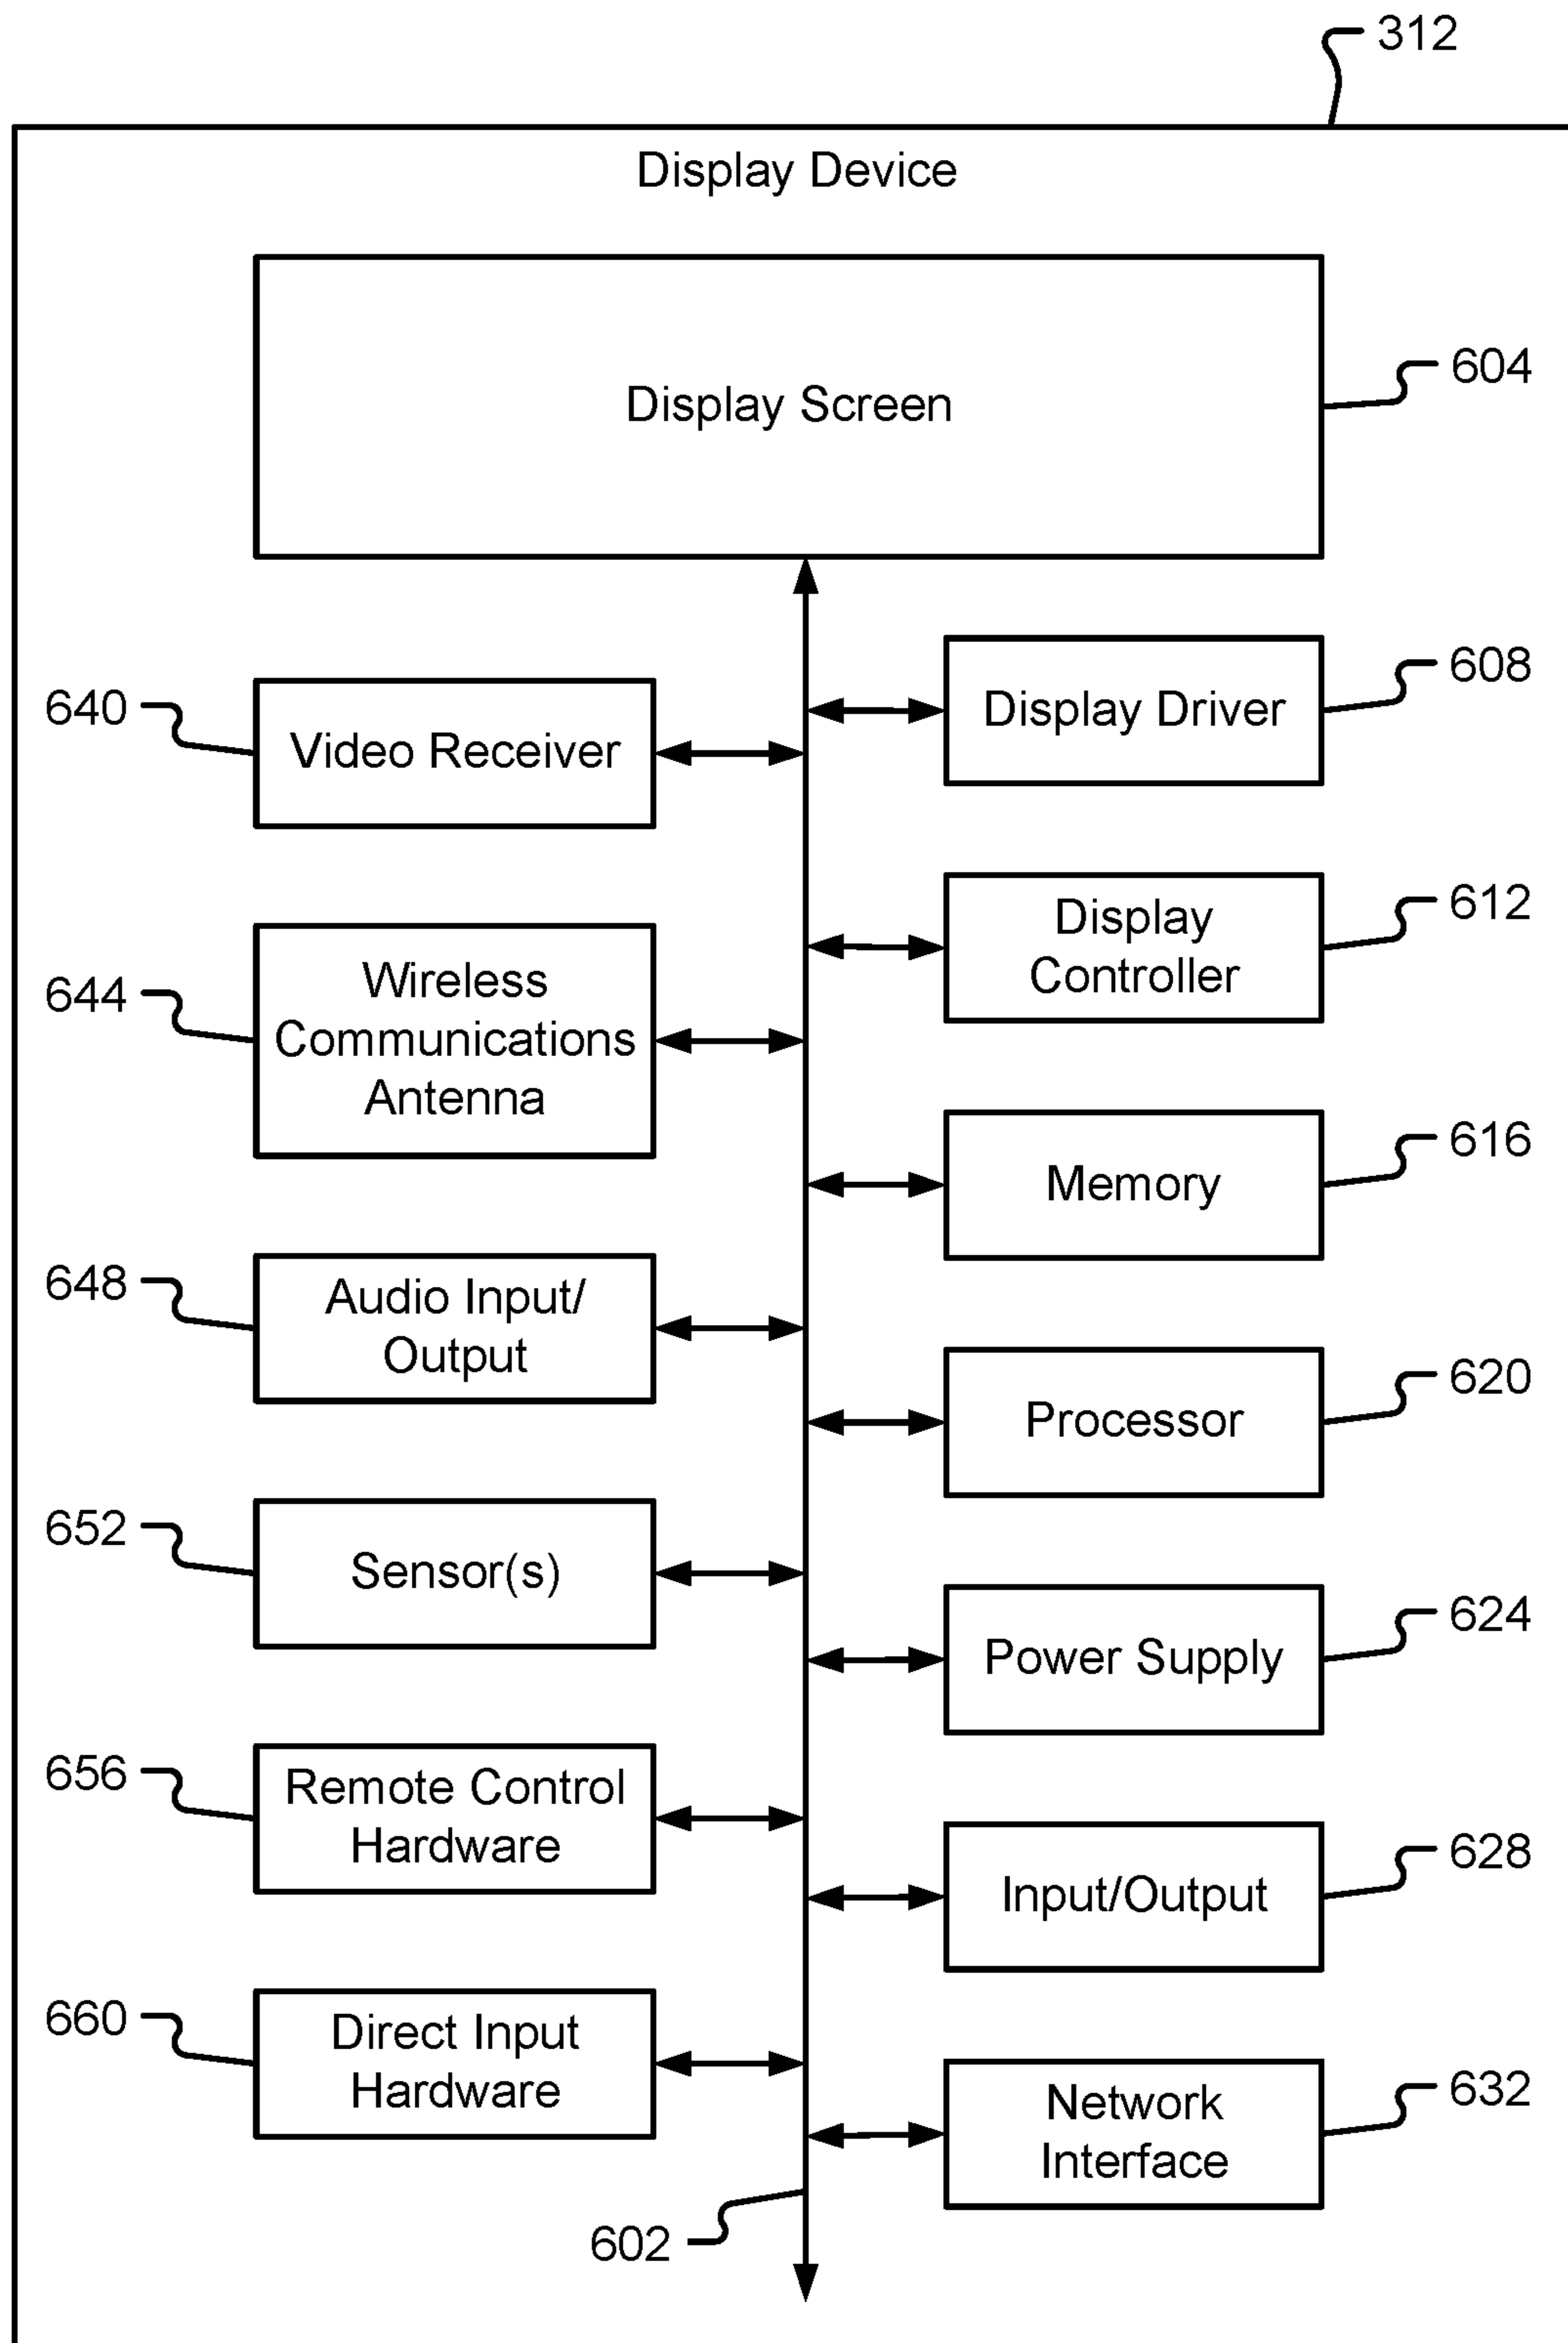 312
Display Device
Display Screen
604
640
Video Receiver
Display Driver
608
644
Wireless
Communications
Antenna
Display
Controller
612
Memory
616
648
Audio Input/
Output
Processor
620
652
Sensor(s)
Power Supply
624
656
Remote Control
Hardware
Input/Output
628
660
Direct Input
Hardware
Network
Interface
632
602